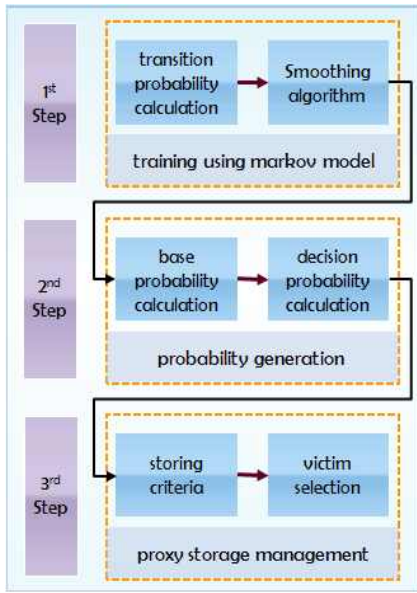 1st
Step
transition
probability
calculation
Smoothing
algorithm
training using markov model
2nd
Step
base
probability
calculation
decision
probability
calculation
probability generation
3rd
Step
storing
criteria
victim
selection
proxy storage management